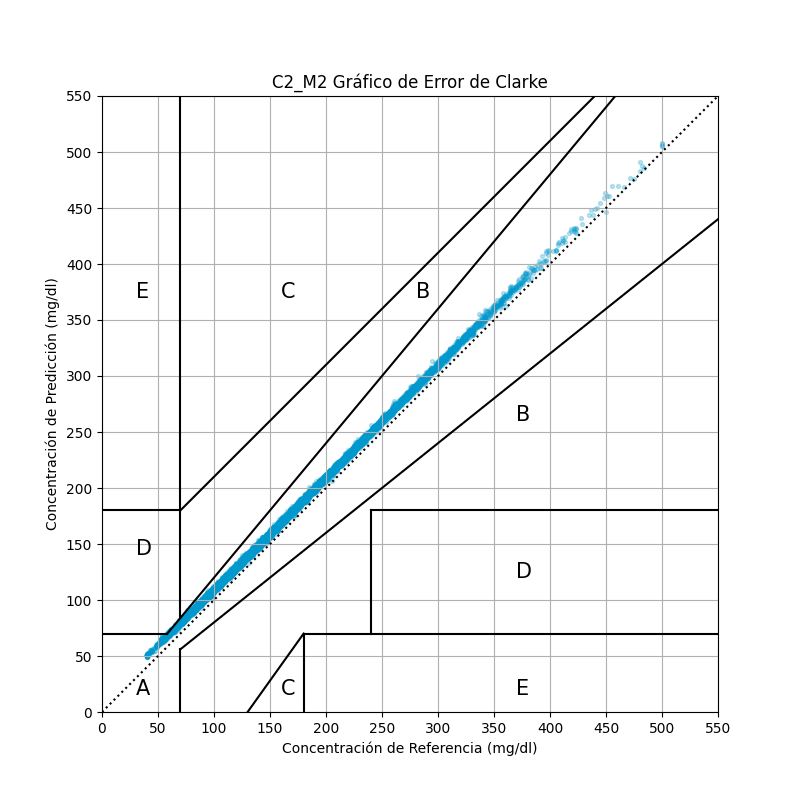 C2_M2 Gráfico de Error de Clarke
Concentración de Predicción (mg/dl)
550
500
450
400
350
300
250
200
150
100
50
0
E
C
B
B
D
D
A
C
E
0 50 100 150 200 250 300 350 400 450 500 550
Concentración de Referencia (mg/dl)